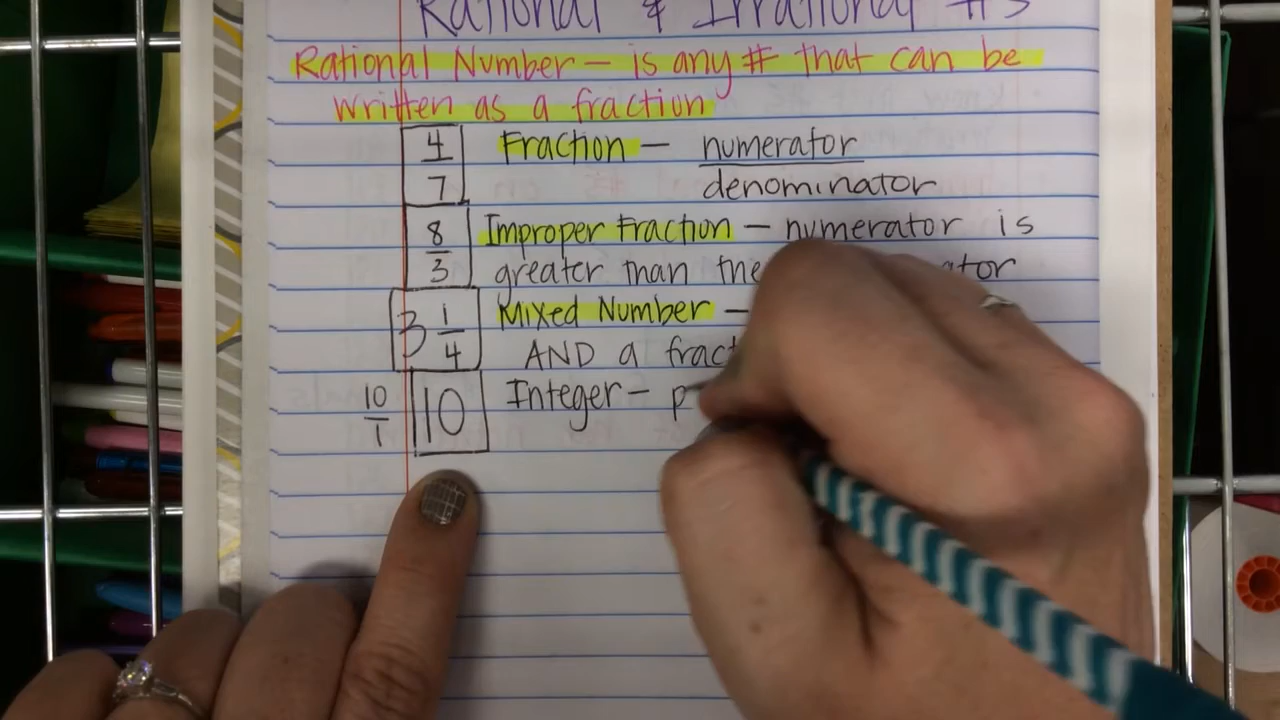 Rational & Irrational #s
Rational Number – is any # that can be
written as a fraction
4 Fraction – numerator
7 denominator
8 Improper Fraction – numerator is
3 greater than the
3 1/4 Mixed Number –
AND a
10/1 10 Integer – p